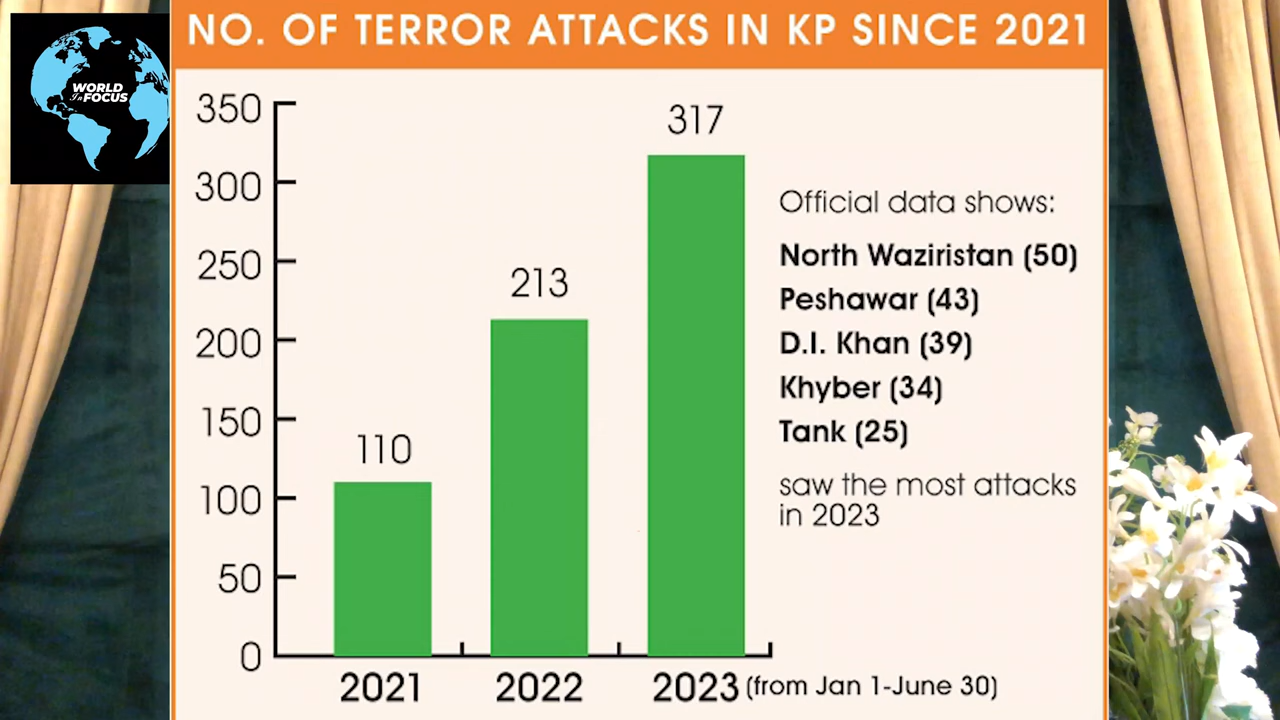 NO. OF TERROR ATTACKS IN KP SINCE 2021
WORLD
In FOCUS
350
300
250
200
150
100
50
0
110
213
317
2021
2022
2023 (from Jan 1-June 30)
Official data shows:
North Waziristan (50)
Peshawar (43)
D.I. Khan (39)
Khyber (34)
Tank (25)
saw the most attacks
in 2023